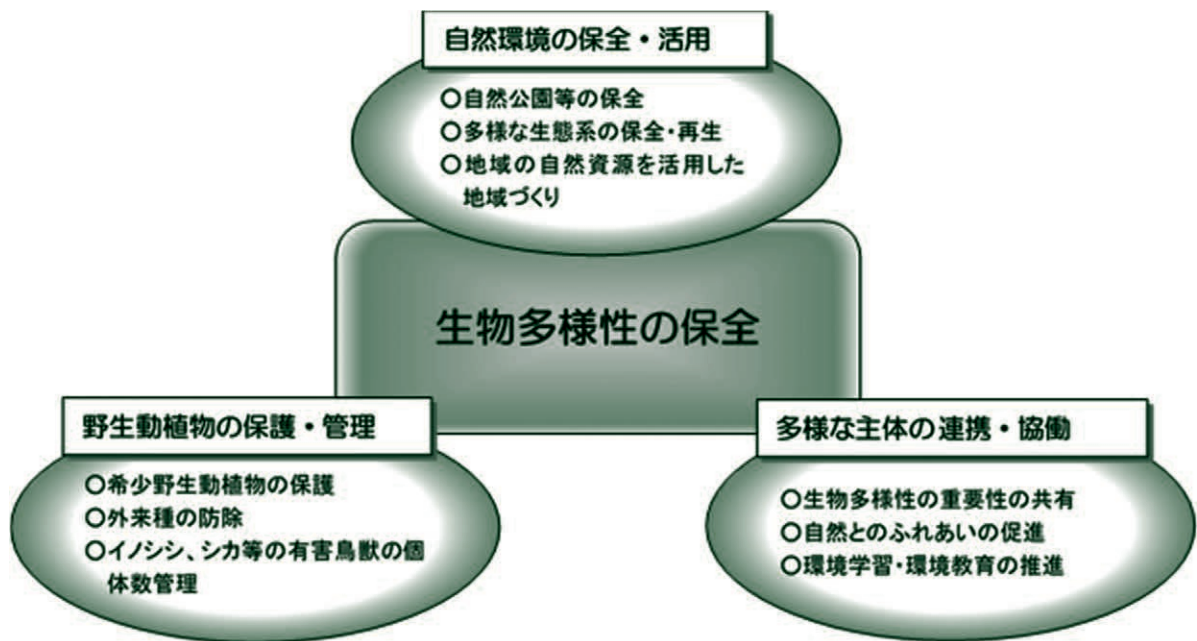 自然環境の保全・活用
○自然公園等の保全
○多様な生態系の保全・再生
○地域の自然資源を活用した
地域づくり
生物多様性の保全
野生動植物の保護・管理
○希少野生動植物の保護
○外来種の防除
○イノシシ、シカ等の有害鳥獣の個
体数管理
多様な主体の連携・協働
○生物多様性の重要性の共有
○自然とのふれあいの促進
○環境学習・環境教育の推進